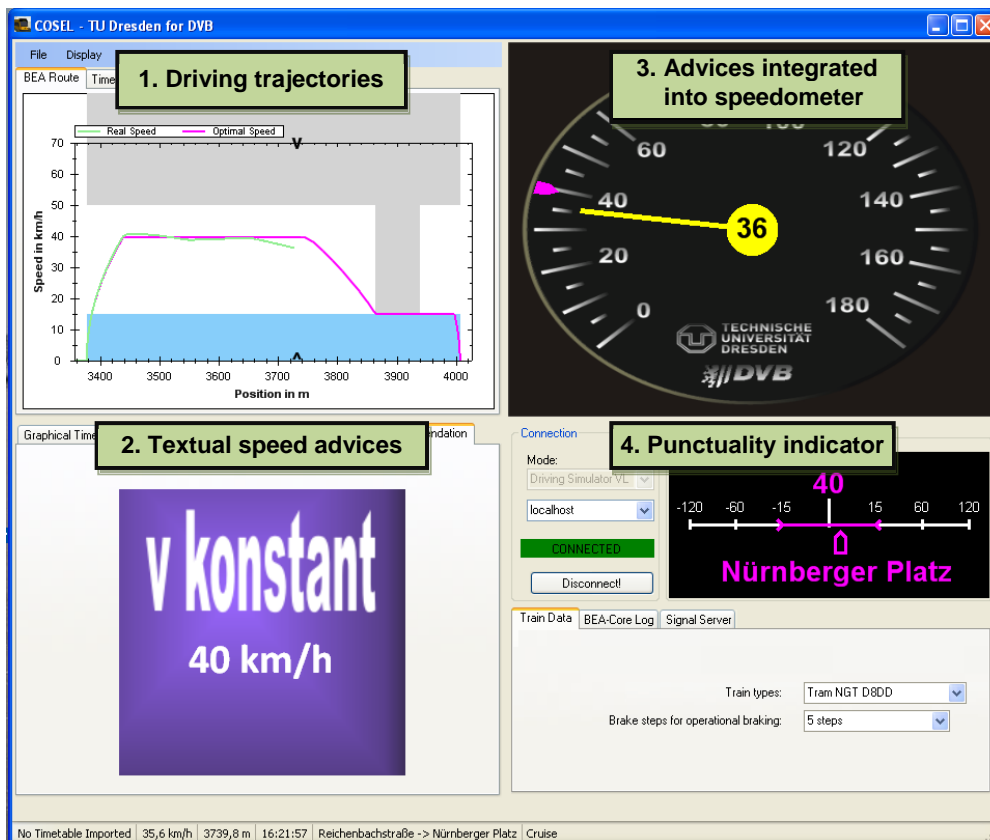 COSEL - TU Dresden for DVB
File Display
1. Driving trajectories
BEA Route Time
Real Speed Optimal Speed
V
70
60
50
40
30
20
10
0
Speed in km/h
3400 3500 3600 3700 3800 3900 4000
Position in m
3. Advices integrated
into speedometer
0
20
40
60
120
140
160
180
36
TECHNISCHE
UNIVERSITÄT
DRESDEN
DVB
Graphical Time
2. Textual speed advices
v konstant
40 km/h
Connection
Mode:
Driving Simulator VL
localhost
CONNECTED
Disconnect!
4. Punctuality indicator
40
-120 -60 -15 15 60 120
Nürnberger Platz
Train Data BEA-Core Log Signal Server
Train types: Tram NGT D8DD
Brake steps for operational braking: 5 steps
No Timetable Imported 35,6 km/h 3739,8 m 16:21:57 Reichenbachstraße -> Nürnberger Platz Cruise